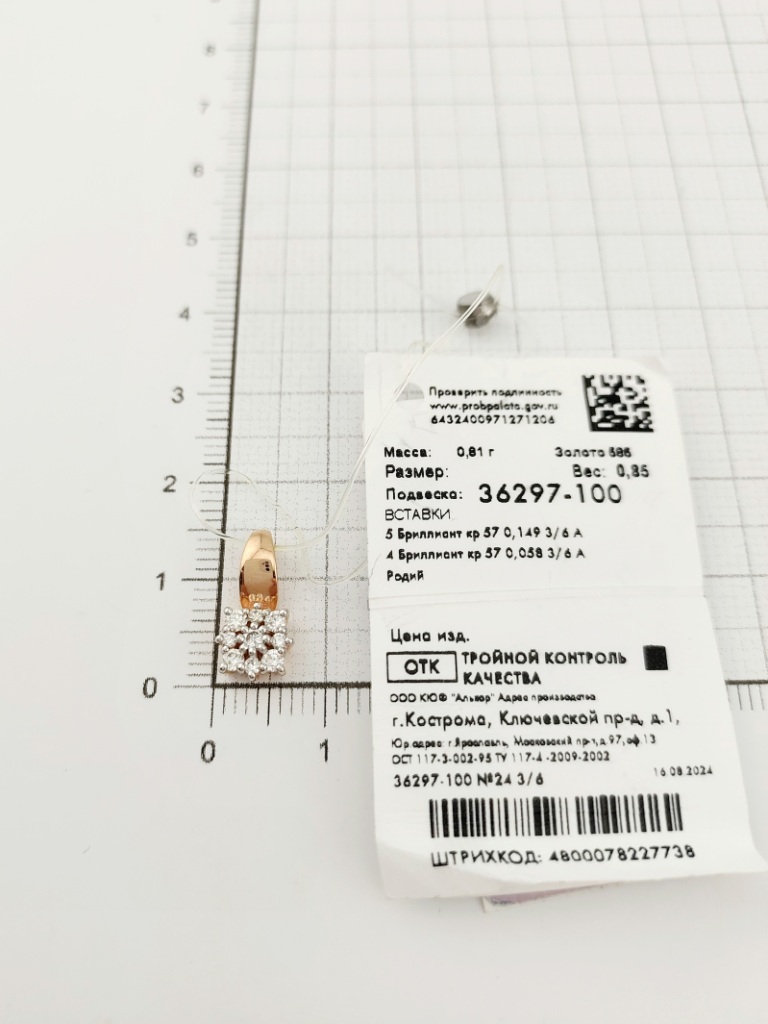 8
7
6
5
4
3
2
1
0
0
1
Проверить подлинность
www.probpalata.gov.ru
6432400971271206
Масса: 0,81 г Золото 585
Размер: Вес: 0,85
Подвеска: 36297-100
ВСТАВКИ
5 Бриллиант кр 57 0,149 3/6 А
4 Бриллиант кр 57 0,058 3/6 А
Родий
Цена изд.
ОТК ТРОЙНОЙ КОНТРОЛЬ
КАЧЕСТВА
ООО КЮФ "Алькор" Адрес производства
г.Кострома, Ключевской пр-д, д.1,
Юр адрес: г.Ярославль, Московский пр-т, д.97, оф.13
ОСТ 117-3-002-95 ТУ 117-4-2009-2002
36297-100 №24 3/6 16.08.2024
ШТРИХКОД: 4800078227738